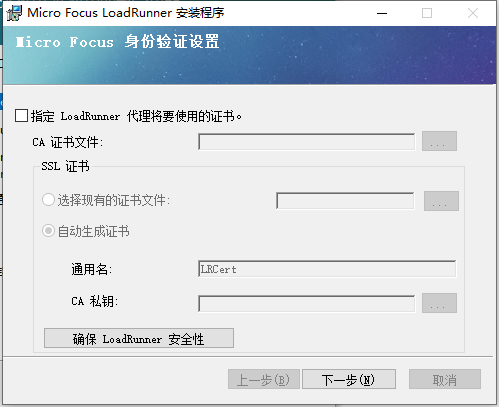 Micro Focus LoadRunner 安装程序
Micro Focus 身份验证设置
指定 LoadRunner 代理将要使用的证书。
CA 证书文件:
...
SSL 证书
选择现有的证书文件:
...
自动生成证书
通用名:
LRCert
CA 私钥:
...
确保 LoadRunner 安全性
上一步(B)
下一步(N)
取消